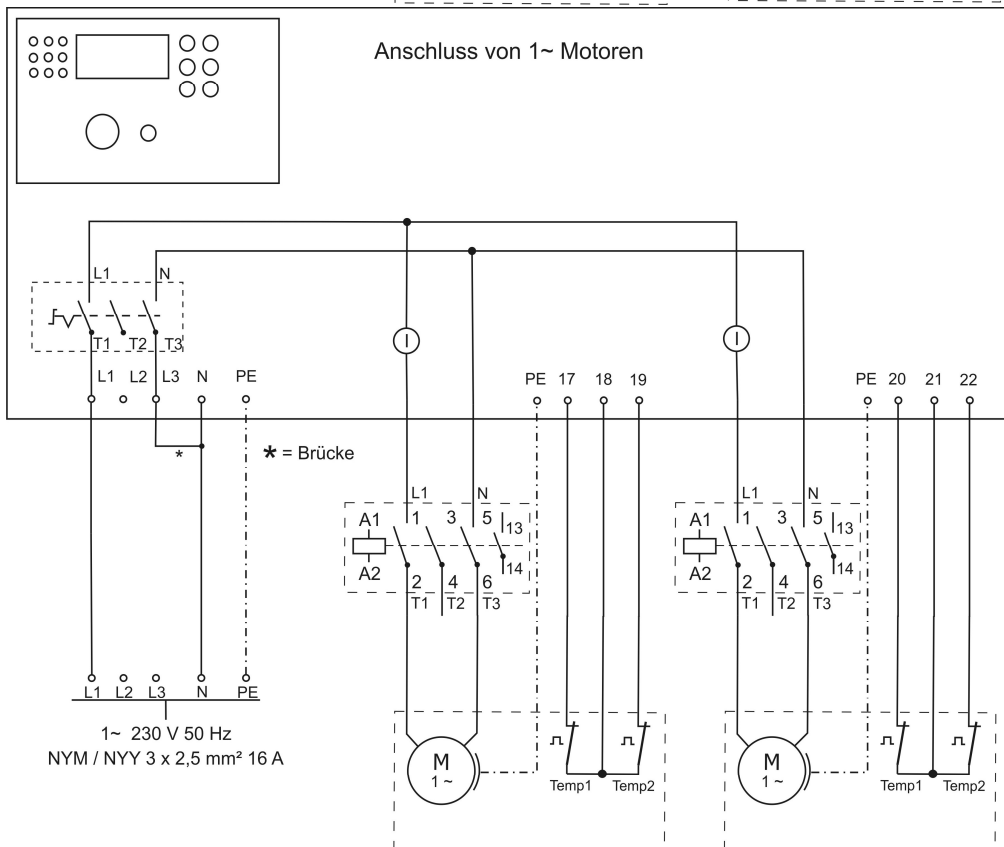 Anschluss von 1~ Motoren
L1 N
T1 T2 T3
L1 L2 L3 N PE
PE 17 18 19
PE 20 21 22
*
* = Brücke
I
I
L1 N
A1 1 3 5 13
A2 2 4 6 14
T1 T2 T3
L1 N
A1 1 3 5 13
A2 2 4 6 14
T1 T2 T3
L1 L2 L3 N PE
1~ 230 V 50 Hz
NYM / NYY 3 x 2,5 mm² 16 A
M
1 ~
Temp1 Temp2
M
1 ~
Temp1 Temp2